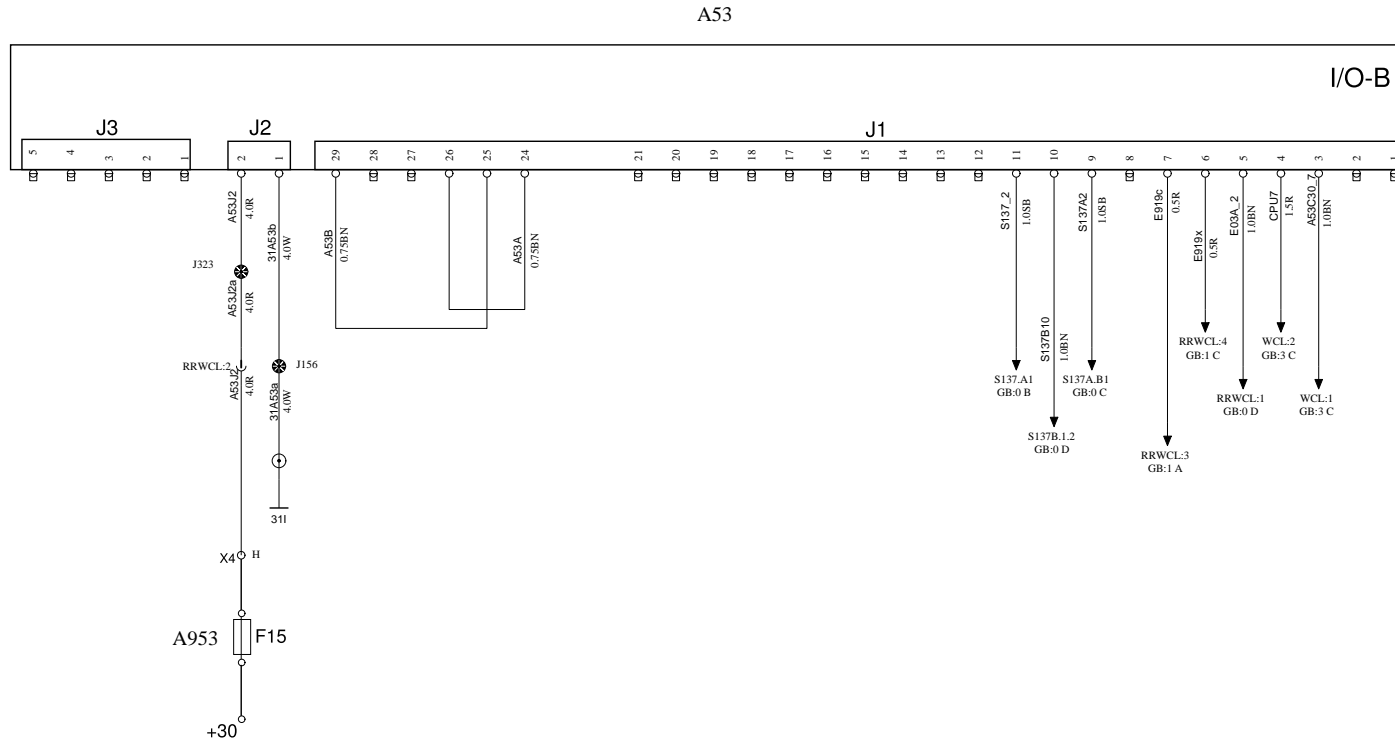 A53
I/O-B
J3
J2
J1
5
4
3
2
1
2
1
29
28
27
26
25
24
21
20
19
18
17
16
15
14
13
12
11
10
9
8
7
6
5
4
3
2
1
A53J2
4.0R
31A53b
4.0W
A53B
0.75BN
A53A
0.75BN
S137_2
1.0SB
S137B10
1.0BN
S137A2
1.0SB
E919c
0.5R
E919x
0.5R
E03A_2
1.0BN
CPU7
1.5R
A53C30_7
1.0BN
J323
A53J2a
4.0R
RRWCL:2
J156
A53J2
4.0R
31A53a
4.0W
31I
RRWCL:4
GB:1 C
WCL:2
GB:3 C
S137.A1
GB:0 B
S137A.B1
GB:0 C
RRWCL:1
GB:0 D
WCL:1
GB:3 C
S137B.1.2
GB:0 D
RRWCL:3
GB:1 A
X4
H
A953
F15
+30